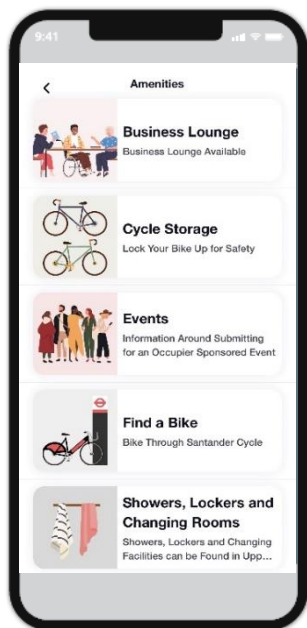 9:41
Amenities
Business Lounge
Business Lounge Available
Cycle Storage
Lock Your Bike Up for Safety
Events
Information Around Submitting
for an Occupier Sponsored Event
Find a Bike
Bike Through Santander Cycle
Showers, Lockers and
Changing Rooms
Showers, Lockers and Changing
Facilities can be Found in Upp...